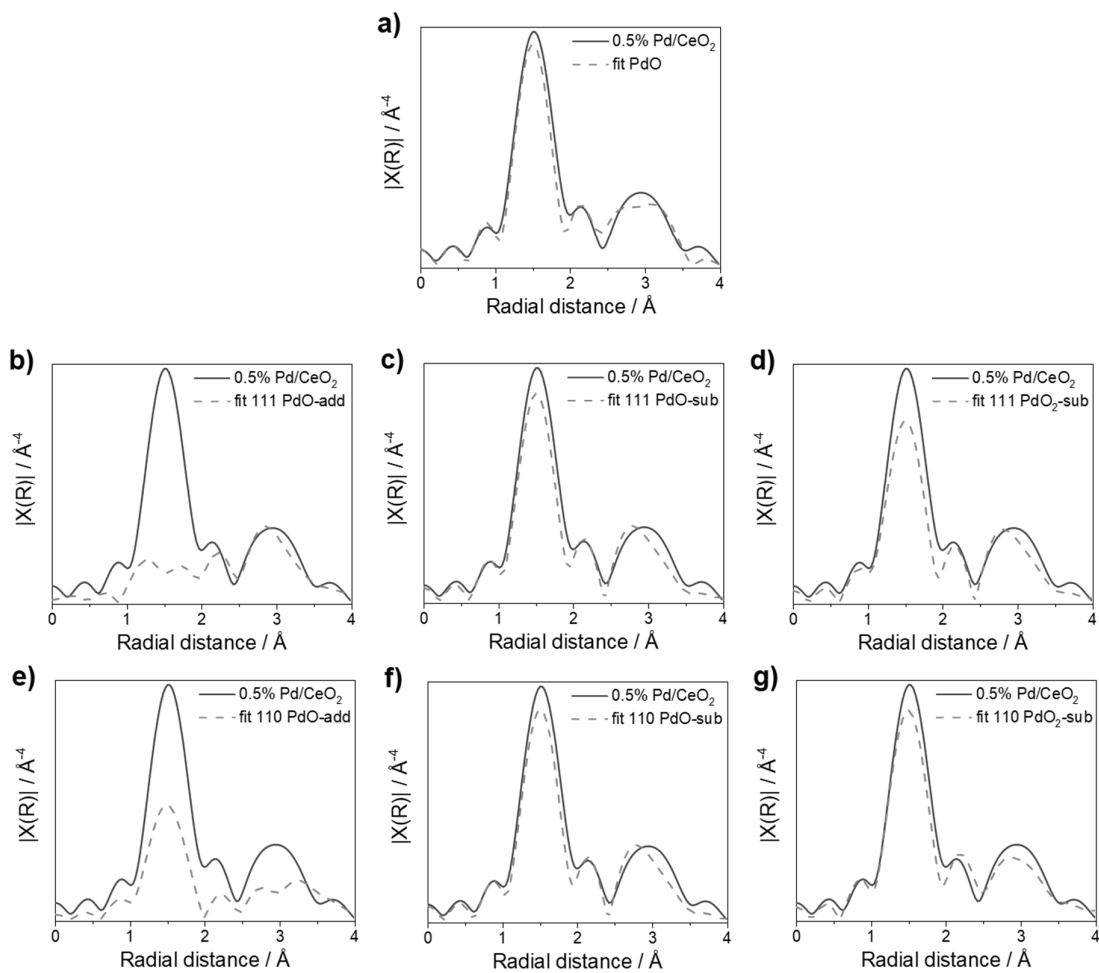 a)
|X(R)| / Å⁻⁴
0.5% Pd/CeO₂
fit PdO
0 1 2 3 4
Radial distance / Å
b)
|X(R)| / Å⁻⁴
0.5% Pd/CeO₂
fit 111 PdO-add
0 1 2 3 4
Radial distance / Å
c)
|X(R)| / Å⁻⁴
0.5% Pd/CeO₂
fit 111 PdO-sub
0 1 2 3 4
Radial distance / Å
d)
|X(R)| / Å⁻⁴
0.5% Pd/CeO₂
fit 111 PdO₂-sub
0 1 2 3 4
Radial distance / Å
e)
|X(R)| / Å⁻⁴
0.5% Pd/CeO₂
fit 110 PdO-add
0 1 2 3 4
Radial distance / Å
f)
|X(R)| / Å⁻⁴
0.5% Pd/CeO₂
fit 110 PdO-sub
0 1 2 3 4
Radial distance / Å
g)
|X(R)| / Å⁻⁴
0.5% Pd/CeO₂
fit 110 PdO₂-sub
0 1 2 3 4
Radial distance / Å